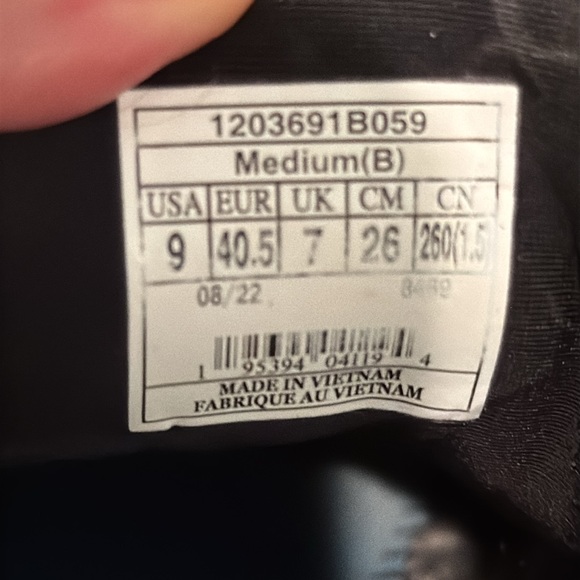 1203691B059
Medium(B)
USA EUR UK CM CN
9 40.5 7 26 260(1.5
08/22
1 95394 04119 4
MADE IN VIETNAM
FABRIQUE AU VIETNAM